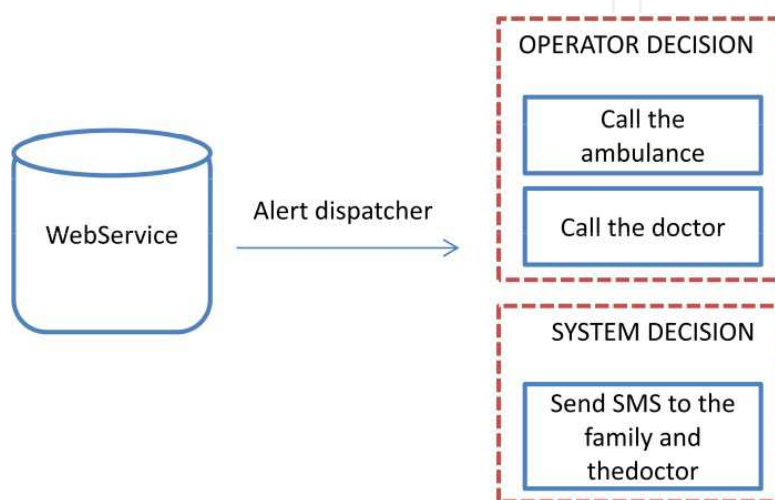 WebService
Alert dispatcher
OPERATOR DECISION
Call the
ambulance
Call the doctor
SYSTEM DECISION
Send SMS to the
family and
thedoctor